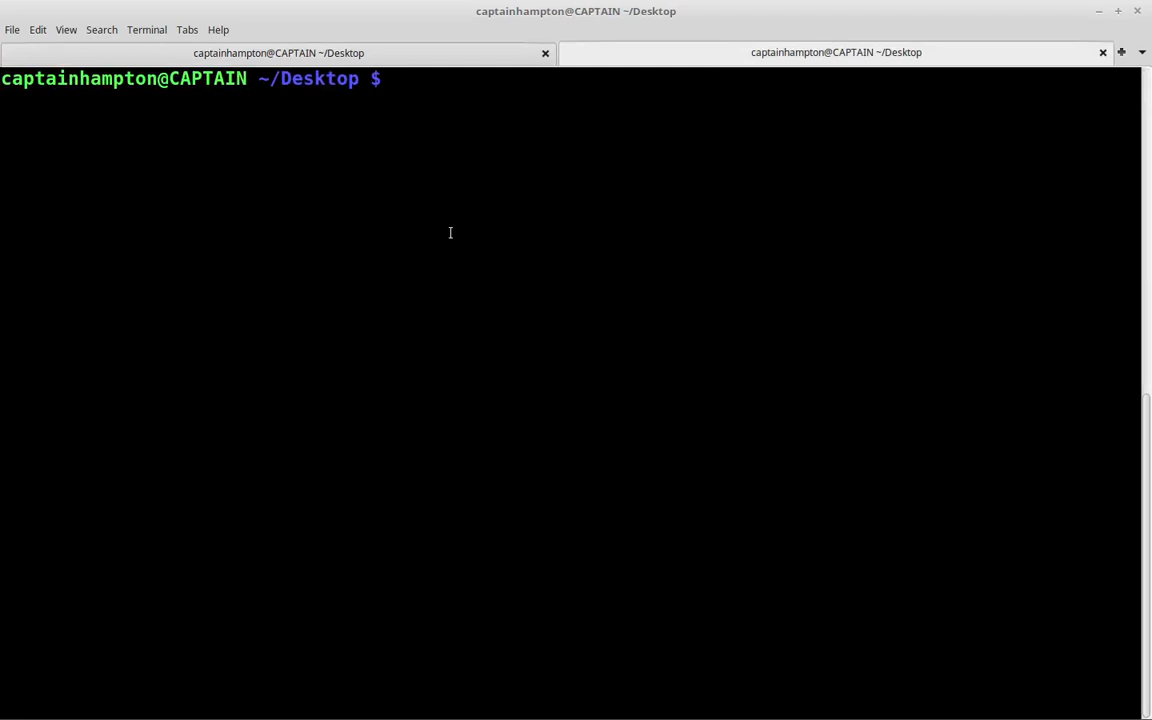 captainhampton@CAPTAIN ~/Desktop
File Edit View Search Terminal Tabs Help
captainhampton@CAPTAIN ~/Desktop captainhampton@CAPTAIN ~/Desktop
captainhampton@CAPTAIN ~/Desktop $